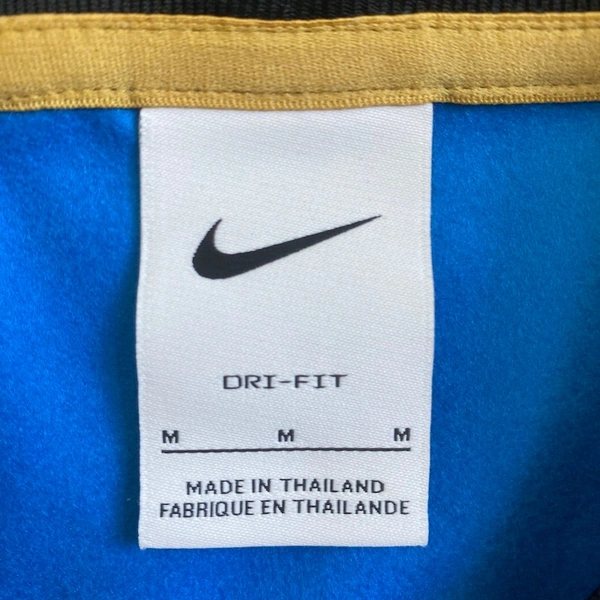 DRI-FIT
M M M
MADE IN THAILAND
FABRIQUE EN THAILANDE